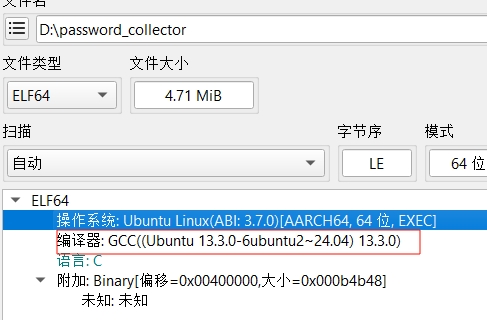 文件名
D:\password_collector
文件类型 文件大小
ELF64 4.71 MiB
扫描 字节序 模式
自动 LE 64 位
ELF64
操作系统: Ubuntu Linux(ABI: 3.7.0)[AARCH64, 64 位, EXEC]
编译器: GCC((Ubuntu 13.3.0-6ubuntu2~24.04) 13.3.0)
语言: C
附加: Binary[偏移=0x00400000,大小=0x000b4b48]
未知: 未知